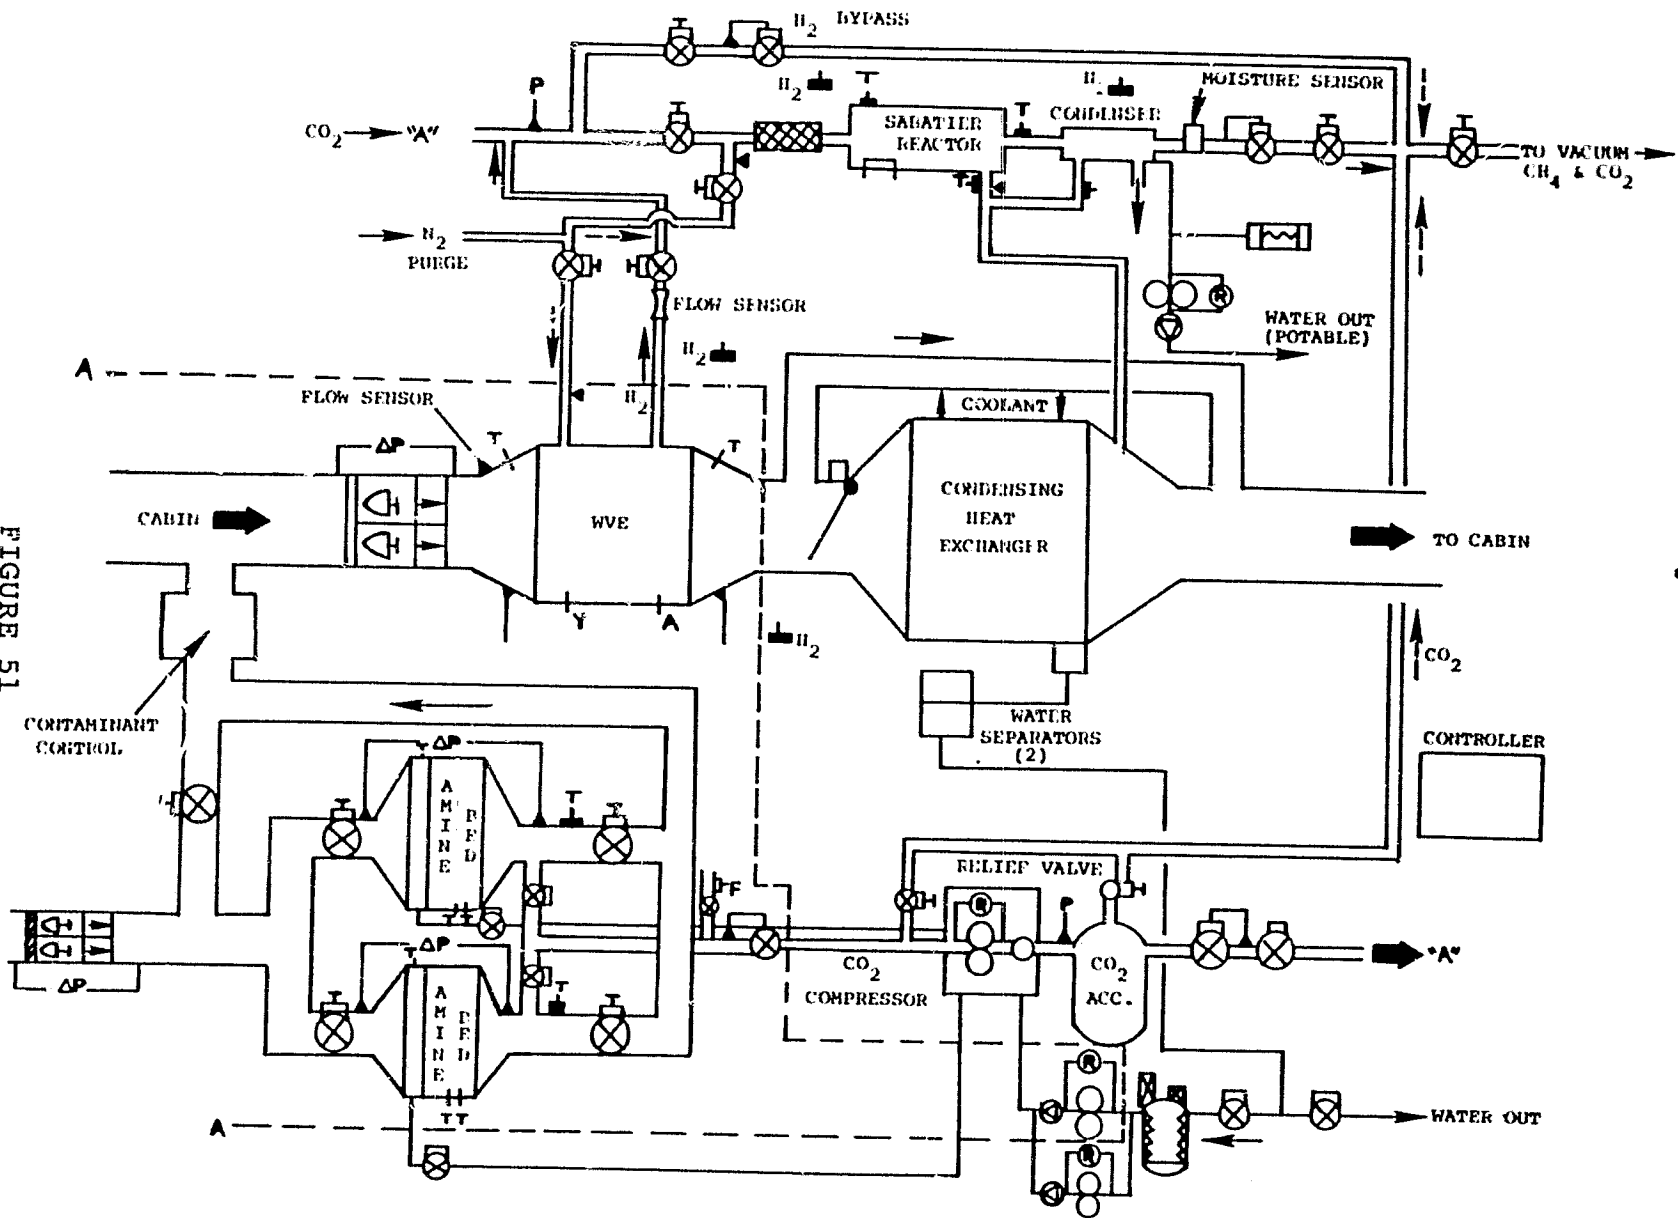 H2 BYPASS
P
H2
T
H
MOISTURE SENSOR
CO2
"A"
SABATIER
REACTOR
T
CONDENSER
TO VACUUM
CH4 & CO2
T
N2
PURGE
R
FLOW SENSOR
WATER OUT
(POTABLE)
H2
A
H2
FLOW SENSOR
COOLANT
ΔP
T
T
CABIN
WVE
CONDENSING
HEAT
EXCHANGER
TO CABIN
FIGURE 51
Y
A
H2
CO2
CONTAMINANT
CONTROL
WATER
SEPARATORS
(2)
CONTROLLER
ΔP
T
AMINE
BED
T
RELIEF VALVE
F
R
P
T T
ΔP
T
ΔP
CO2
COMPRESSOR
CO2
ACC.
"A"
AMINE
BED
T
T T
R
A
WATER OUT
R